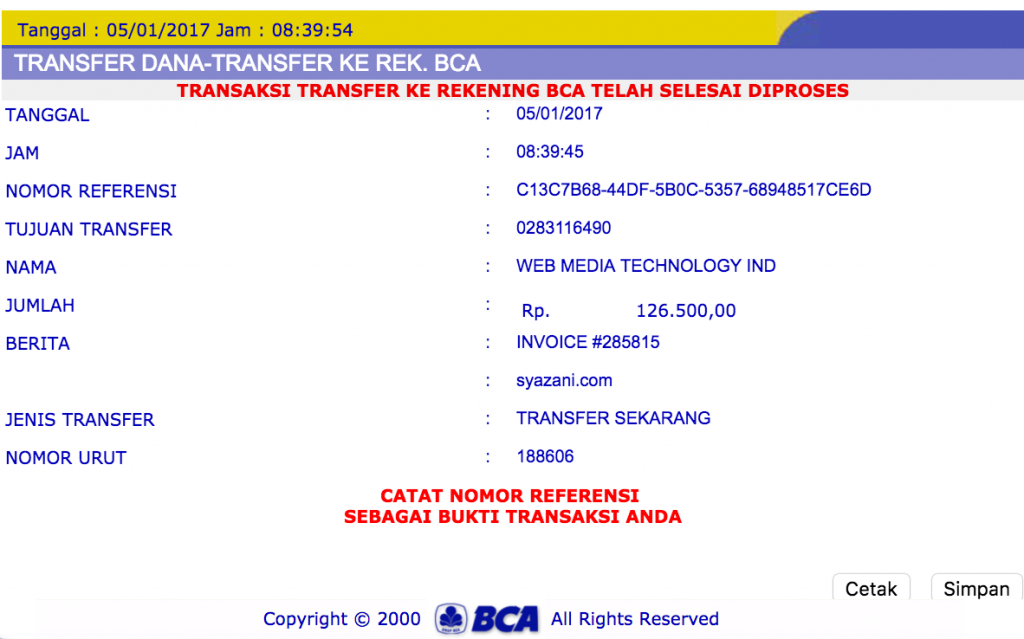 Tanggal : 05/01/2017 Jam : 08:39:54
TRANSFER DANA-TRANSFER KE REK. BCA
TRANSAKSI TRANSFER KE REKENING BCA TELAH SELESAI DIPROSES
TANGGAL : 05/01/2017
JAM : 08:39:45
NOMOR REFERENSI : C13C7B68-44DF-5B0C-5357-68948517CE6D
TUJUAN TRANSFER : 0283116490
NAMA : WEB MEDIA TECHNOLOGY IND
JUMLAH : Rp. 126.500,00
BERITA : INVOICE #285815
: syazani.com
JENIS TRANSFER : TRANSFER SEKARANG
NOMOR URUT : 188606
CATAT NOMOR REFERENSI
SEBAGAI BUKTI TRANSAKSI ANDA
Cetak Simpan
Copyright © 2000 BCA All Rights Reserved